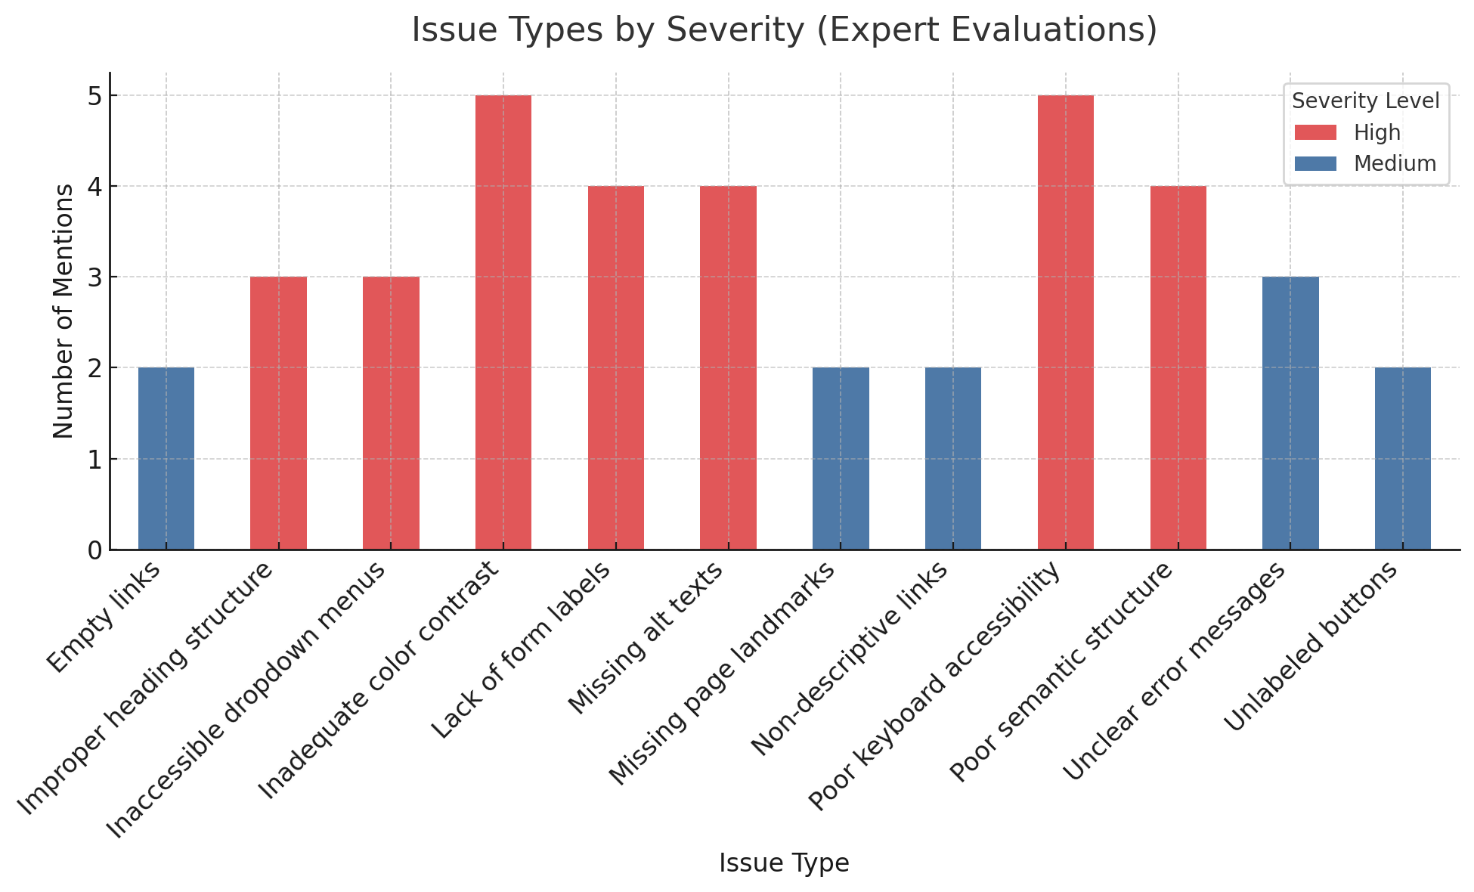 Issue Types by Severity (Expert Evaluations)
Number of Mentions
5
4
3
2
1
0
Severity Level
High
Medium
Empty links
Improper heading structure
Inaccessible dropdown menus
Inadequate color contrast
Lack of form labels
Missing alt texts
Missing page landmarks
Non-descriptive links
Poor keyboard accessibility
Poor semantic structure
Unclear error messages
Unlabeled buttons
Issue Type